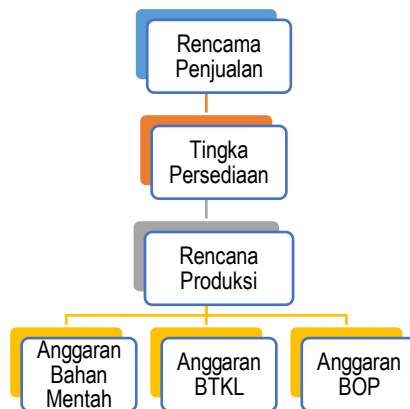 Rencama
Penjualan
Tingka
Persediaan
Rencana
Produksi
Anggaran
Bahan
Mentah
Anggaran
BTKL
Anggaran
BOP